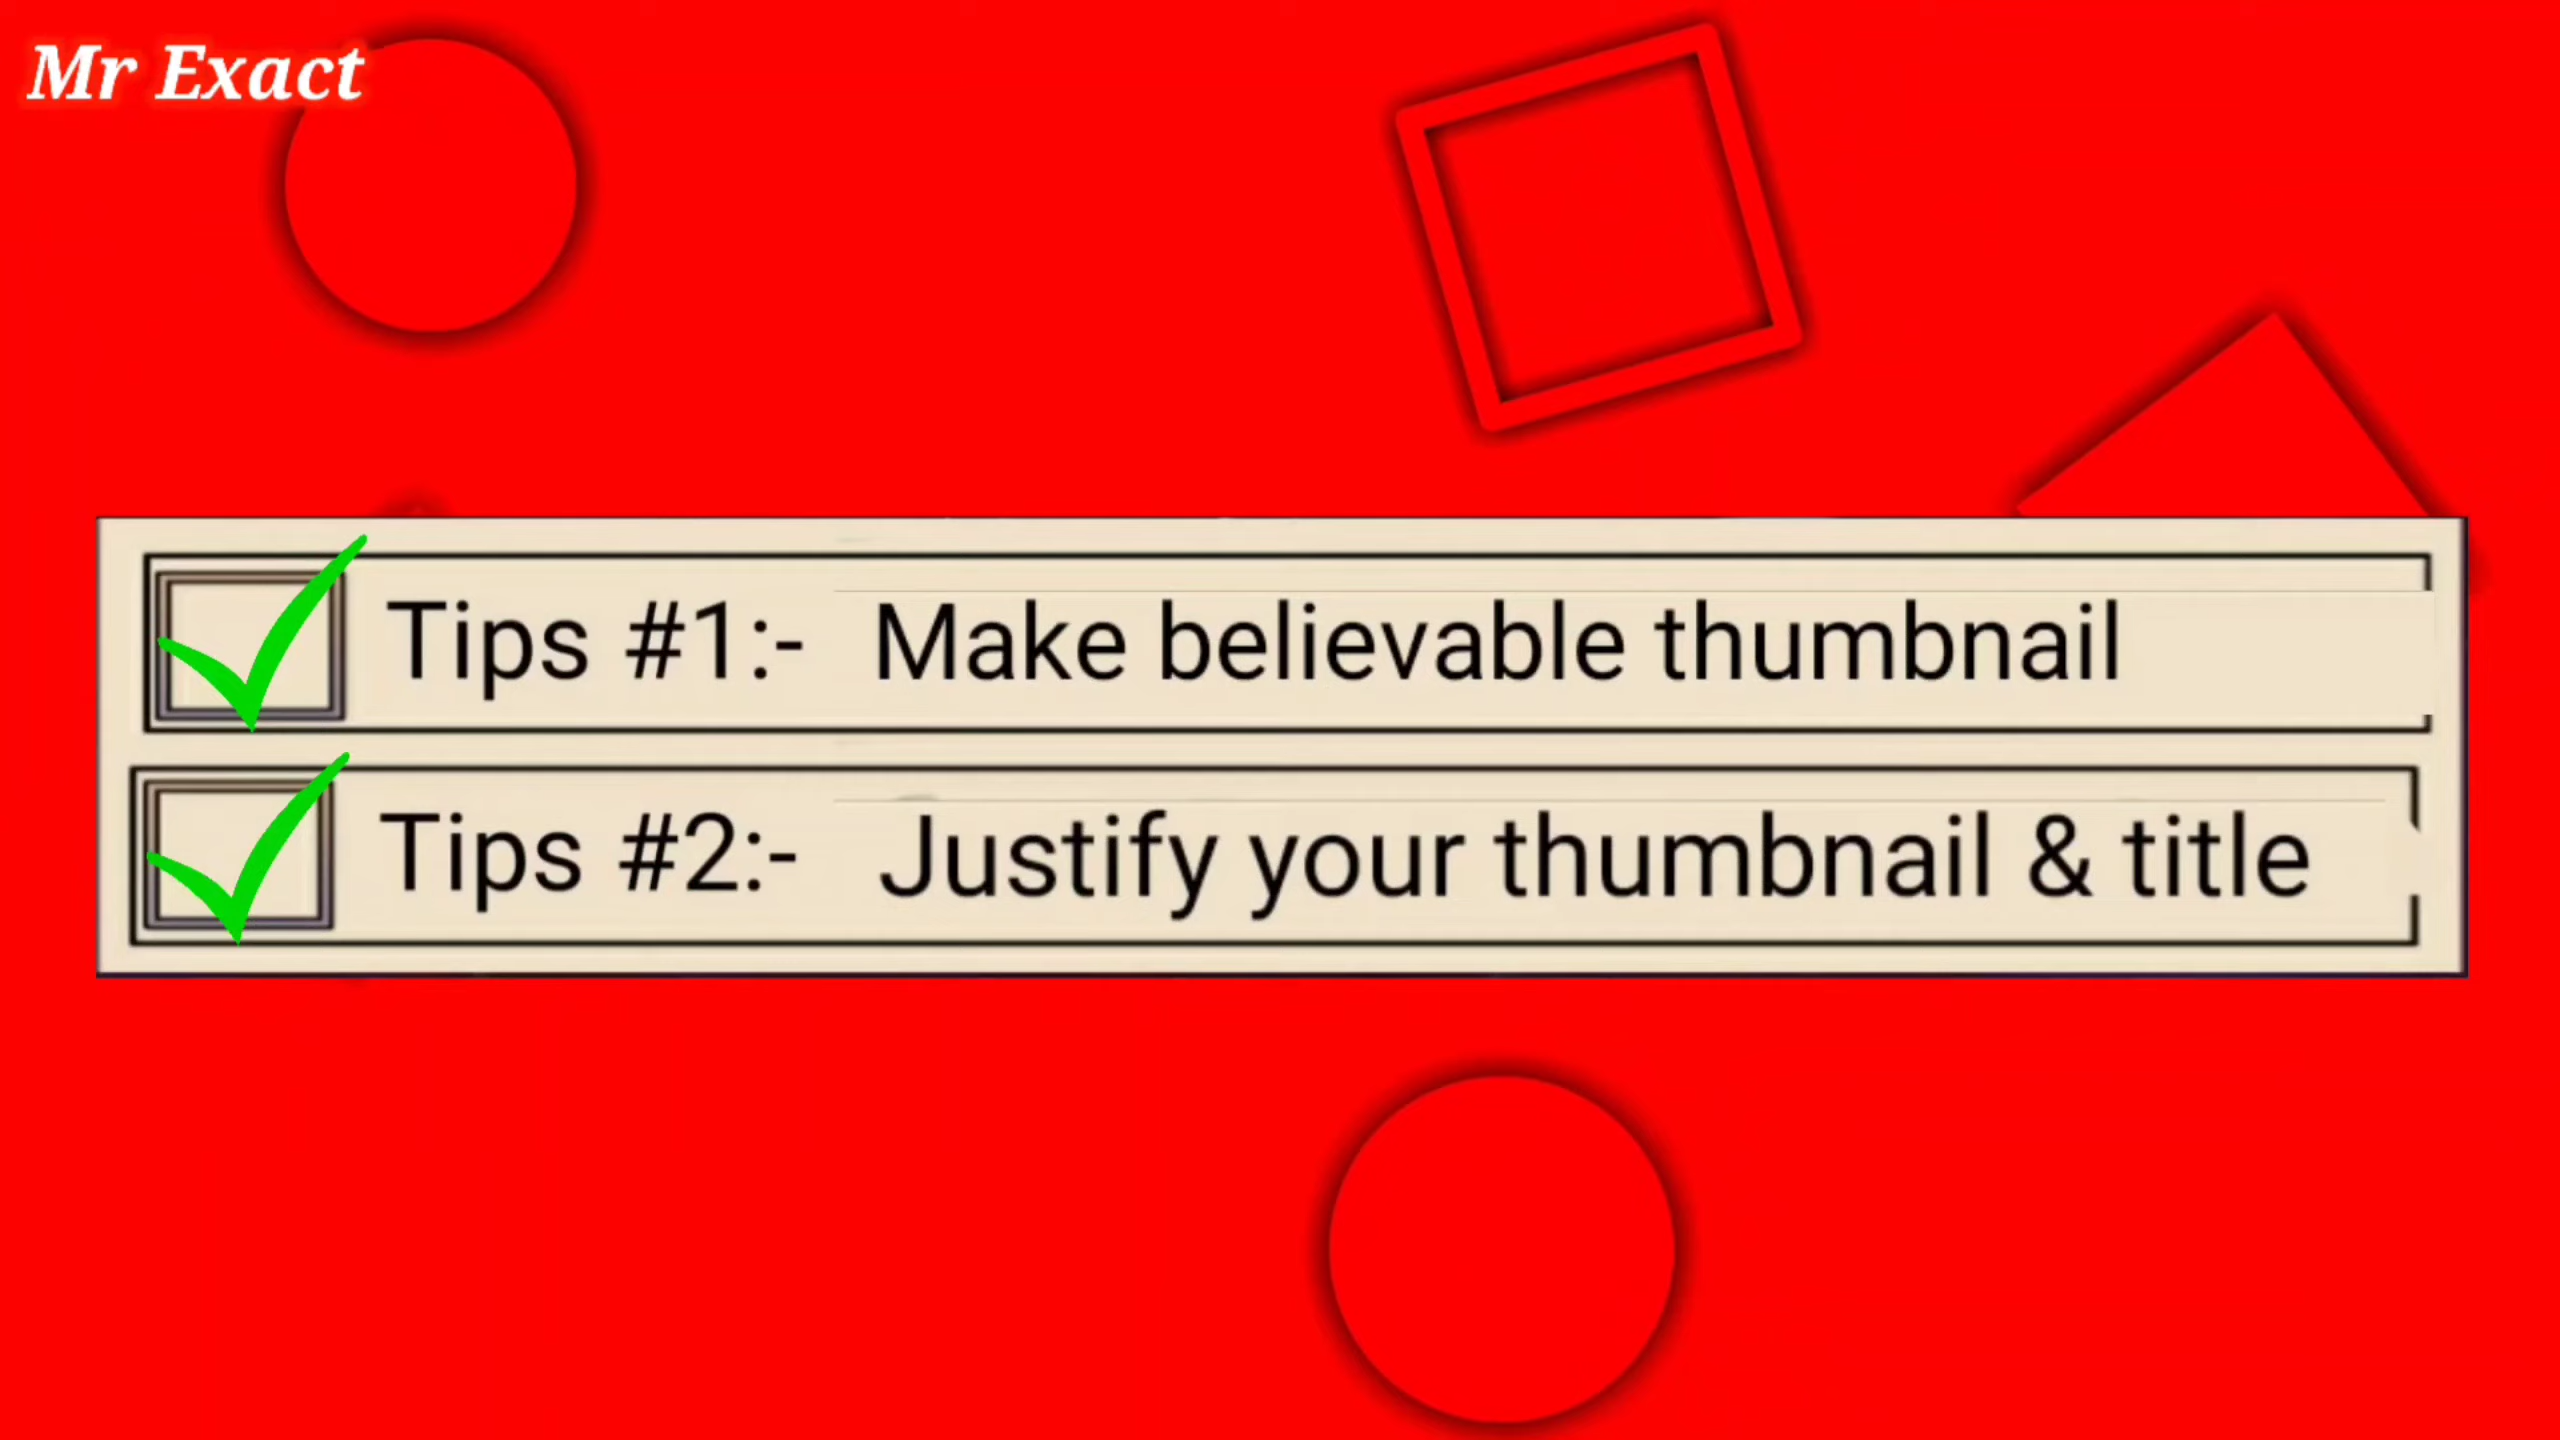 Mr Exact
Tips #1:- Make believable thumbnail
Tips #2:- Justify your thumbnail & title